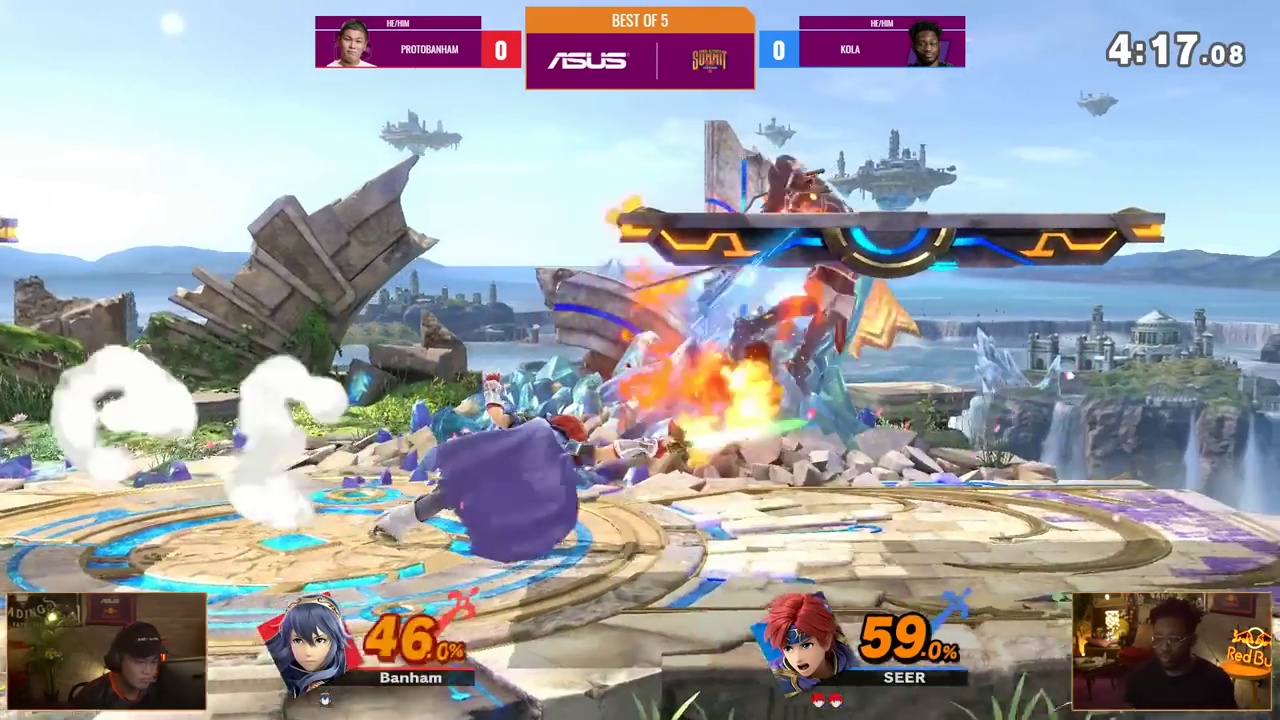 HE/HIM
PROTOBANHAM
0
BEST OF 5
ASUS
SUMMIT
0
HE/HIM
KOLA
4:17.08
46.0%
Banham
59.0%
SEER
Red Bu